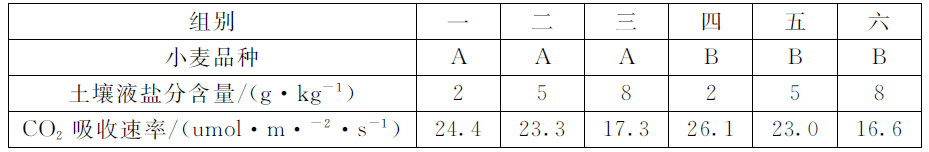 组别 一 二 三 四 五 六
小麦品种 A A A B B B
土壤液盐分含量/(g·kg⁻¹) 2 5 8 2 5 8
CO₂ 吸收速率/(umol·m·⁻²·s⁻¹) 24.4 23.3 17.3 26.1 23.0 16.6